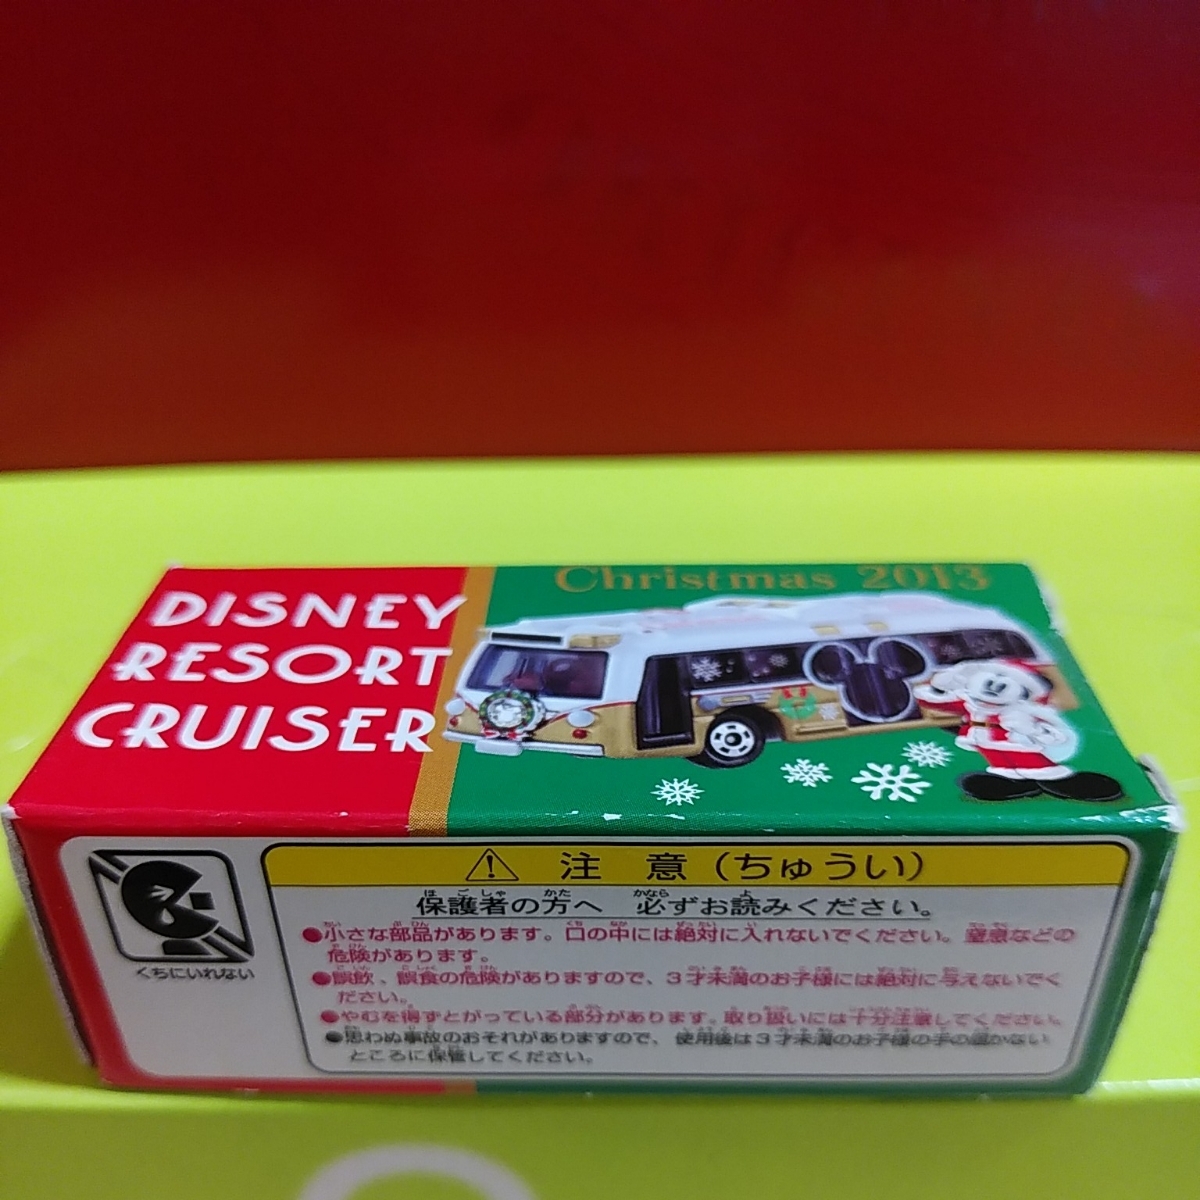 DISNEY
RESORT
CRUISER
Christmas 2013
注 意(ちゅうい)
保護者の方へ 必ずお読みください。
●小さな部品があります。口の中には絶対に入れないでください。窒息などの
危険があります。
●誤飲、誤食の危険がありますので、3才未満のお子様には絶対に与えないでく
ださい。
●やむを得ずとがっている部分があります。取り扱いには十分注意してください。
●思わぬ事故のおそれがありますので、使用後は3才未満のお子様の手の届かない
ところに保管してください。
くちにいれない